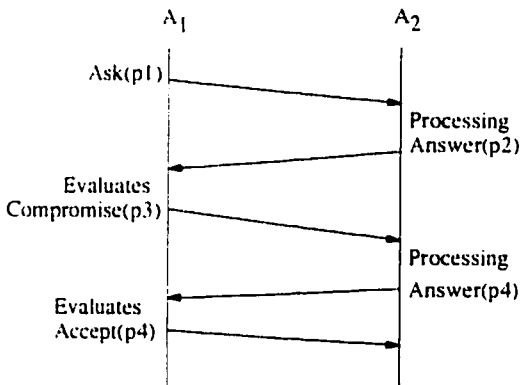 A1 A2
Ask(p1)
Processing
Answer(p2)
Evaluates
Compromise(p3)
Processing
Answer(p4)
Evaluates
Accept(p4)